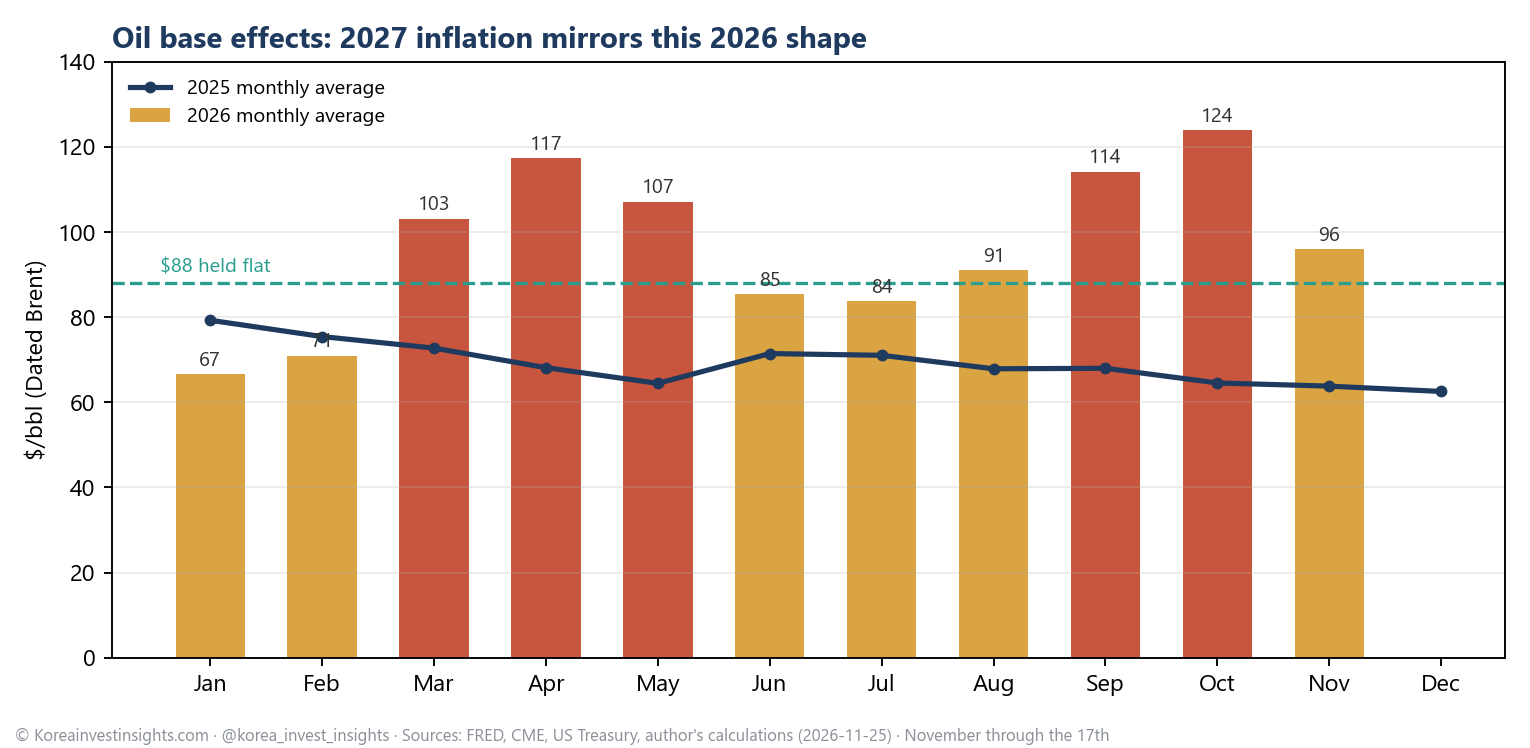 Oil base effects: 2027 inflation mirrors this 2026 shape
140
120
100
80
60
40
20
0
$/bbl (Dated Brent)
2025 monthly average
2026 monthly average
$88 held flat
67
71
103
117
107
85
84
91
114
124
96
Jan Feb Mar Apr May Jun Jul Aug Sep Oct Nov Dec
© Koreainvestinsights.com · @korea_invest_insights · Sources: FRED, CME, US Treasury, author's calculations (2026-11-25) · November through the 17th